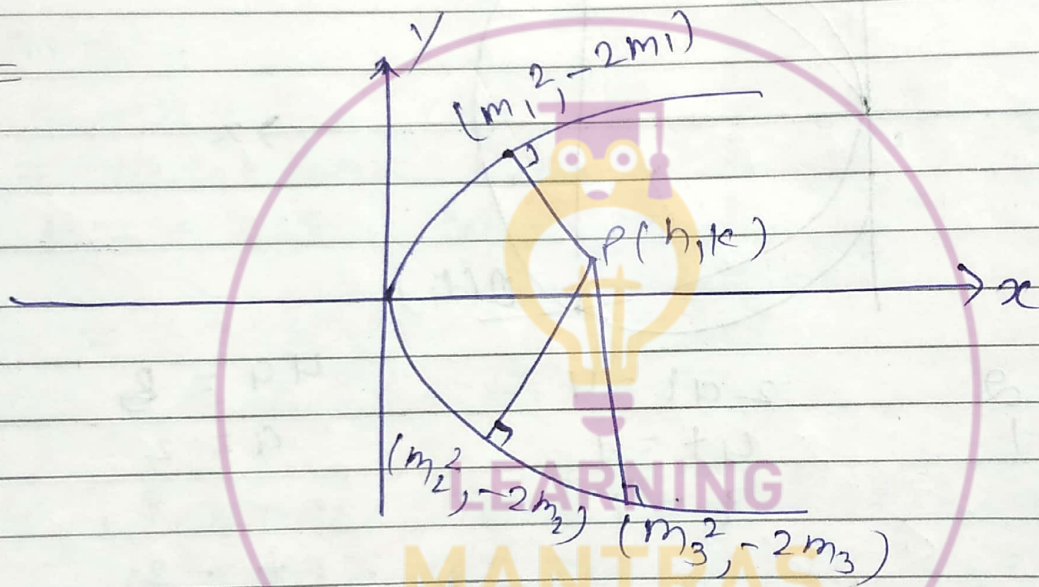 y
(m₁², -2m1)
P(h,k)
x
(m₂², -2m₂)
(m₃², -2m₃)
LEARNING
MANTRAS